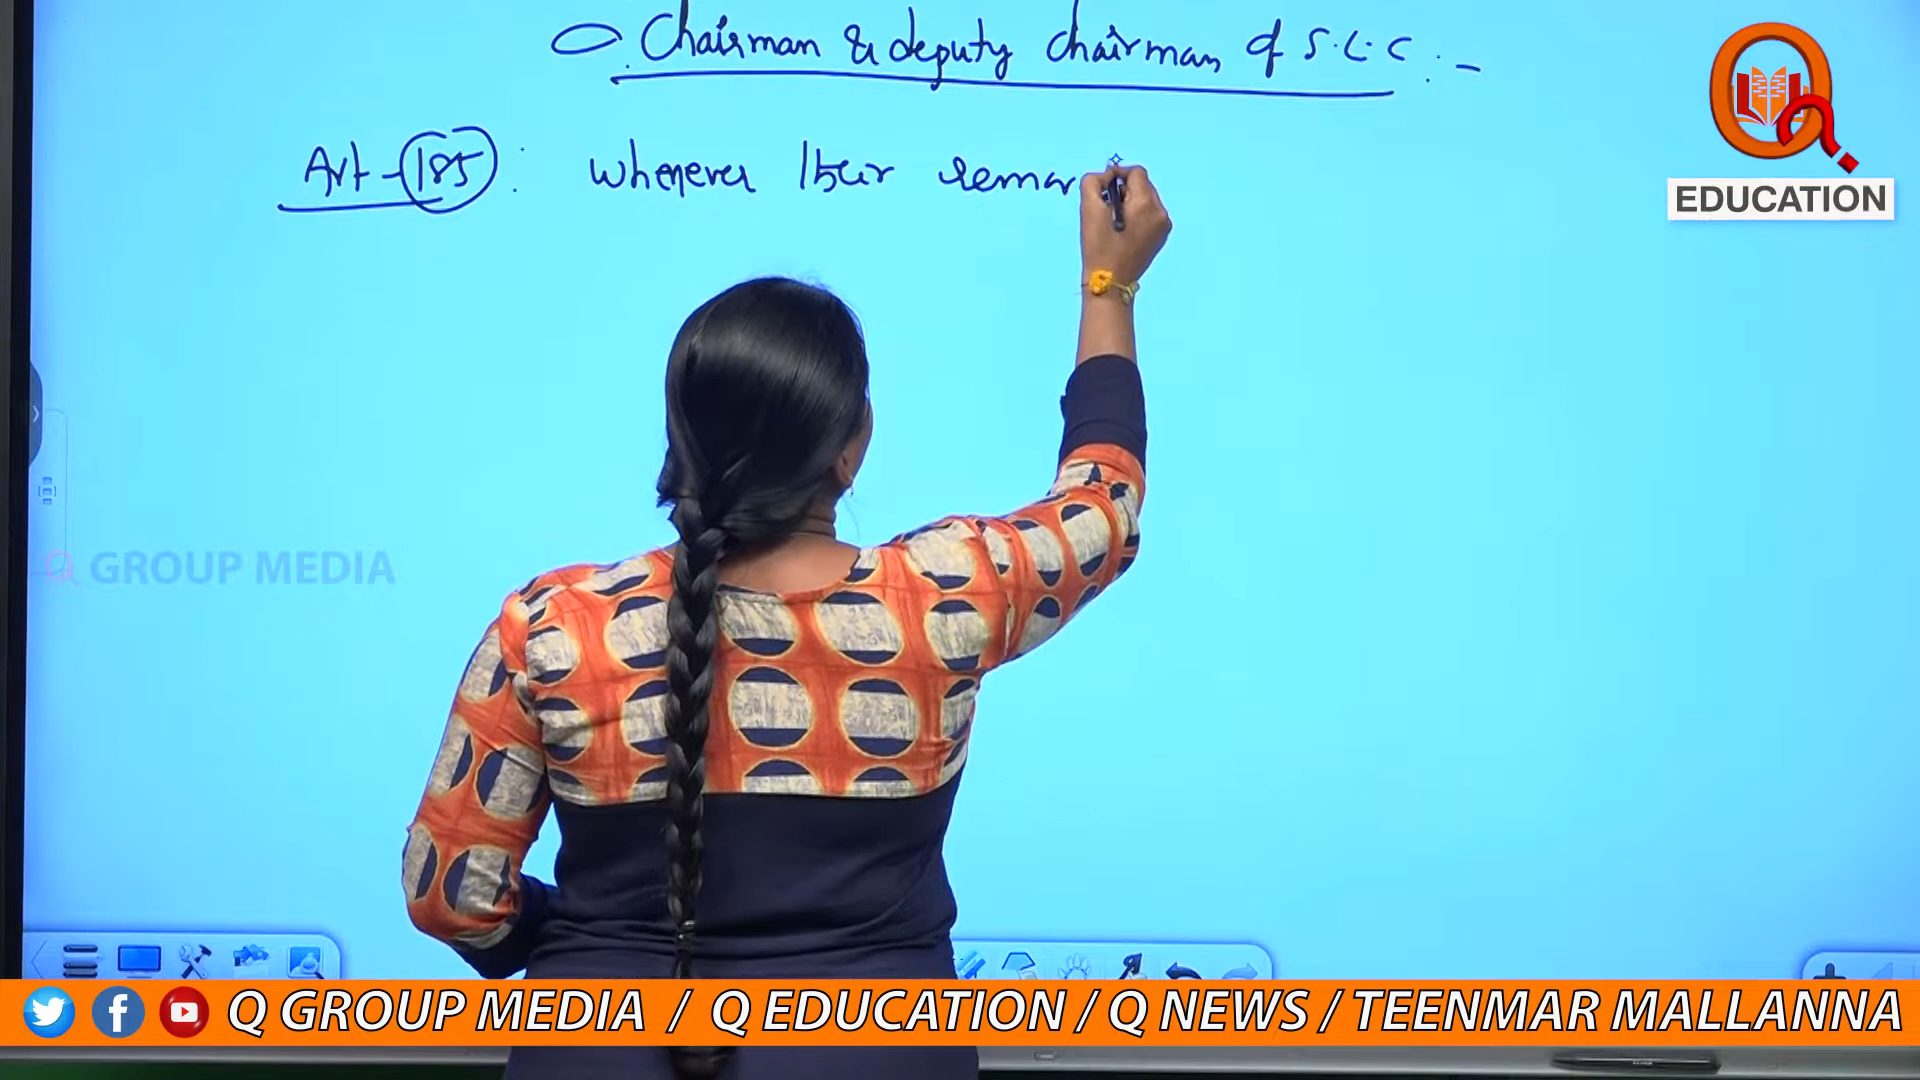 Chairman & deputy chairman of S.L.C : -
EDUCATION
Art - 185 : whenever their remar
Q GROUP MEDIA
Q GROUP MEDIA / Q EDUCATION / Q NEWS / TEENMAR MALLANNA